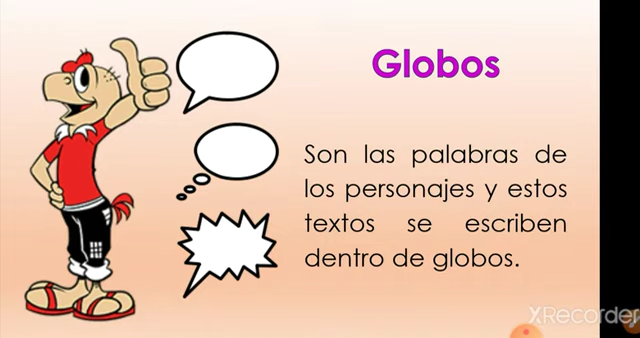 Globos
Son las palabras de
los personajes y estos
textos se escriben
dentro de globos.
XRecorder